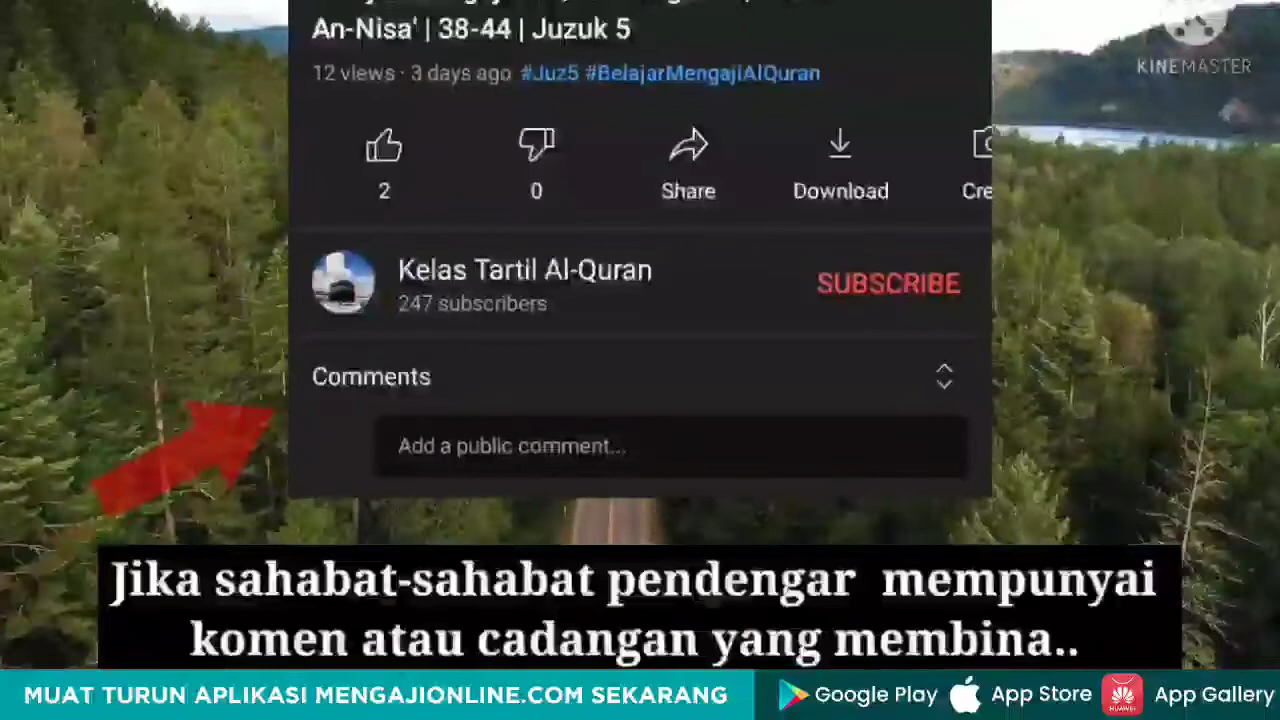 An-Nisa' | 38-44 | Juzuk 5
12 views · 3 days ago #Juz5 #BelajarMengajiAlQuran
KINEMASTER
2
0
Share
Download
Cre
Kelas Tartil Al-Quran
247 subscribers
SUBSCRIBE
Comments
Add a public comment...
Jika sahabat-sahabat pendengar mempunyai
komen atau cadangan yang membina..
MUAT TURUN APLIKASI MENGAJIONLINE.COM SEKARANG
Google Play
App Store
HUAWEI
App Gallery